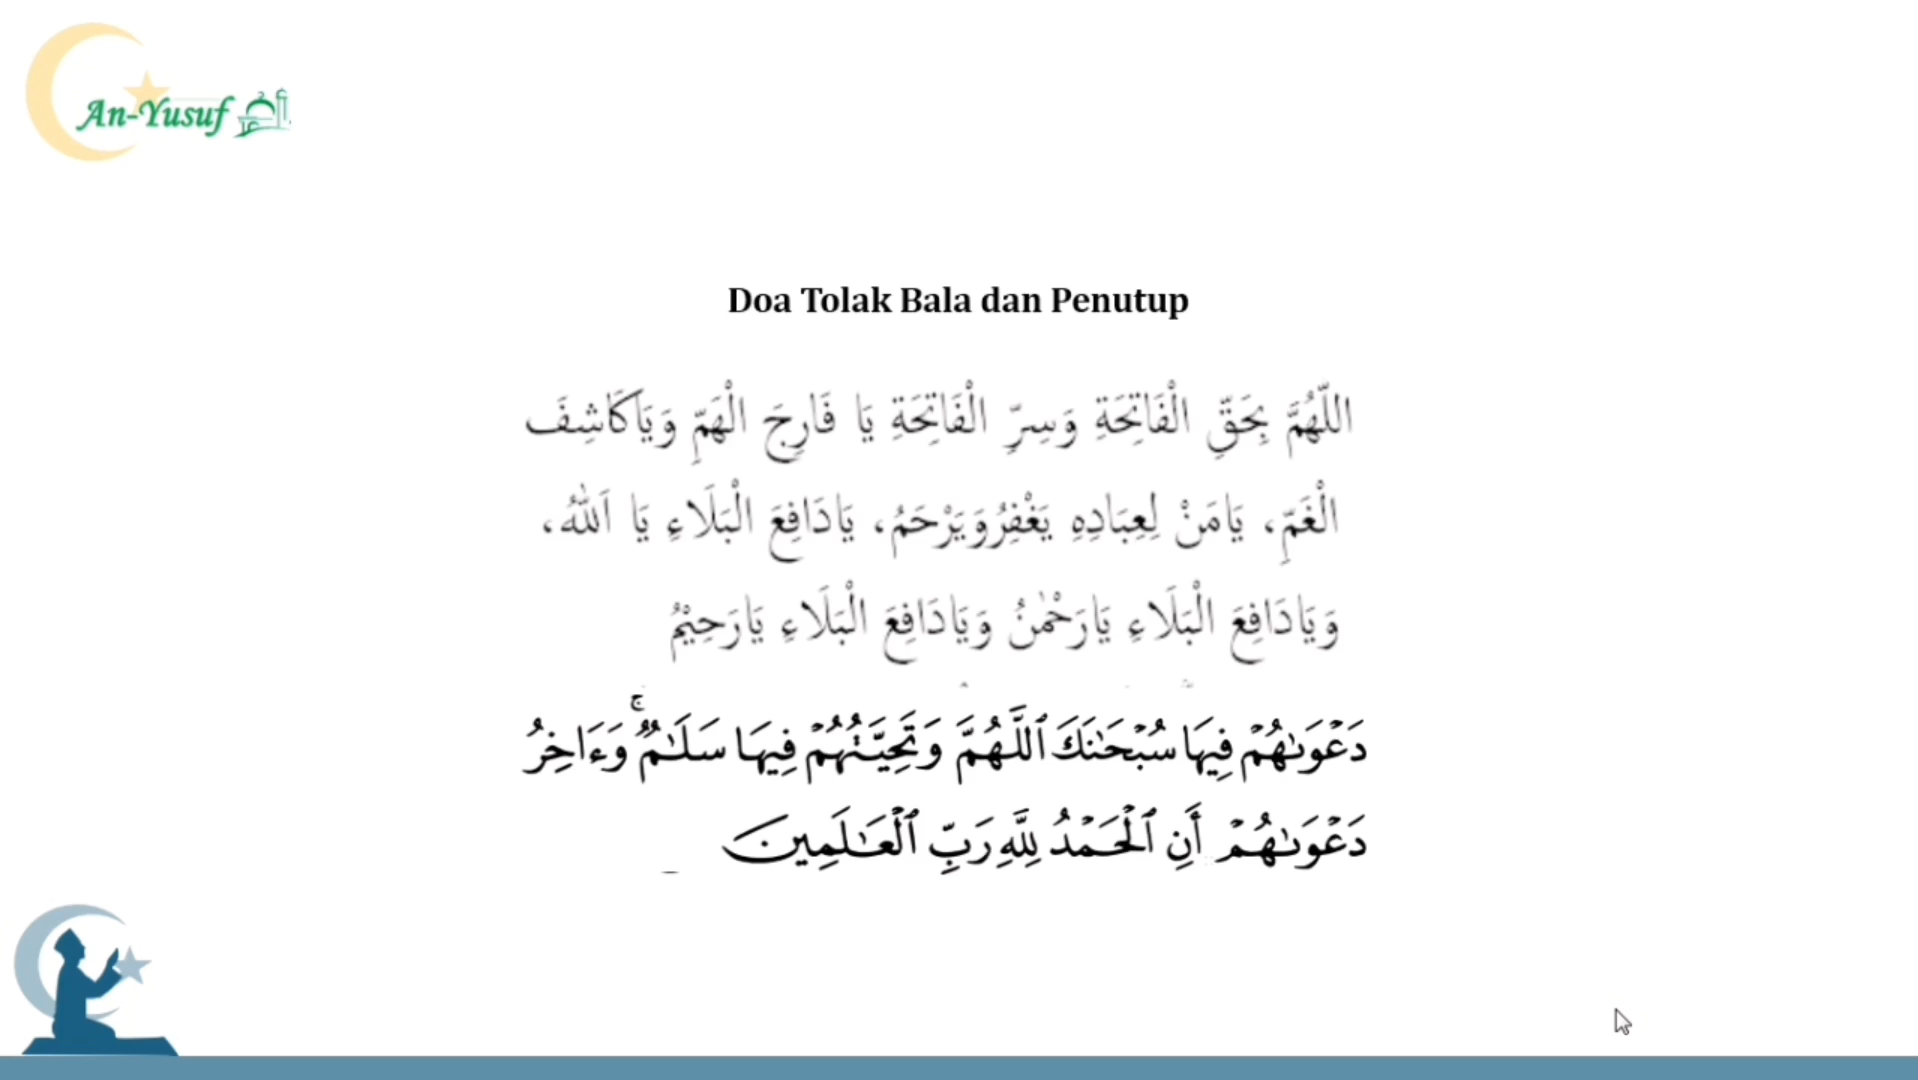 An-Yusuf
Doa Tolak Bala dan Penutup
اللّٰهُمَّ بِحَقِّ الْفَاتِحَةِ وَسِرِّ الْفَاتِحَةِ يَا فَارِجَ الْهَمِّ وَيَاكَاشِفَ
الْغَمِّ، يَامَنْ لِعِبَادِهِ يَغْفِرُوَيَرْحَمُ، يَادَافِعَ الْبَلَاءِ يَا اَللّٰهُ،
وَيَادَافِعَ الْبَلَاءِ يَارَحْمٰنُ وَيَادَافِعَ الْبَلَاءِ يَارَحِيْمُ
دَعْوَىٰهُمْ فِيهَا سُبْحَٰنَكَ ٱللَّهُمَّ وَتَحِيَّتُهُمْ فِيهَا سَلَٰمٌۚ وَءَاخِرُ
دَعْوَىٰهُمْ أَنِ ٱلْحَمْدُ لِلَّهِ رَبِّ ٱلْعَٰلَمِينَ